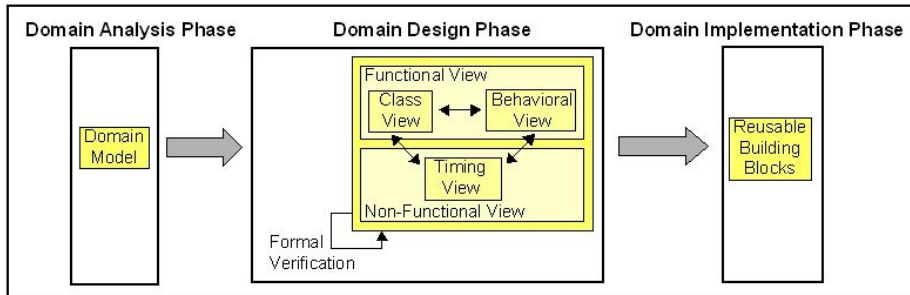 Domain Analysis Phase
Domain Design Phase
Domain Implementation Phase
Domain
Model
Functional View
Class
View
Behavioral
View
Timing
View
Non-Functional View
Formal
Verification
Reusable
Building
Blocks